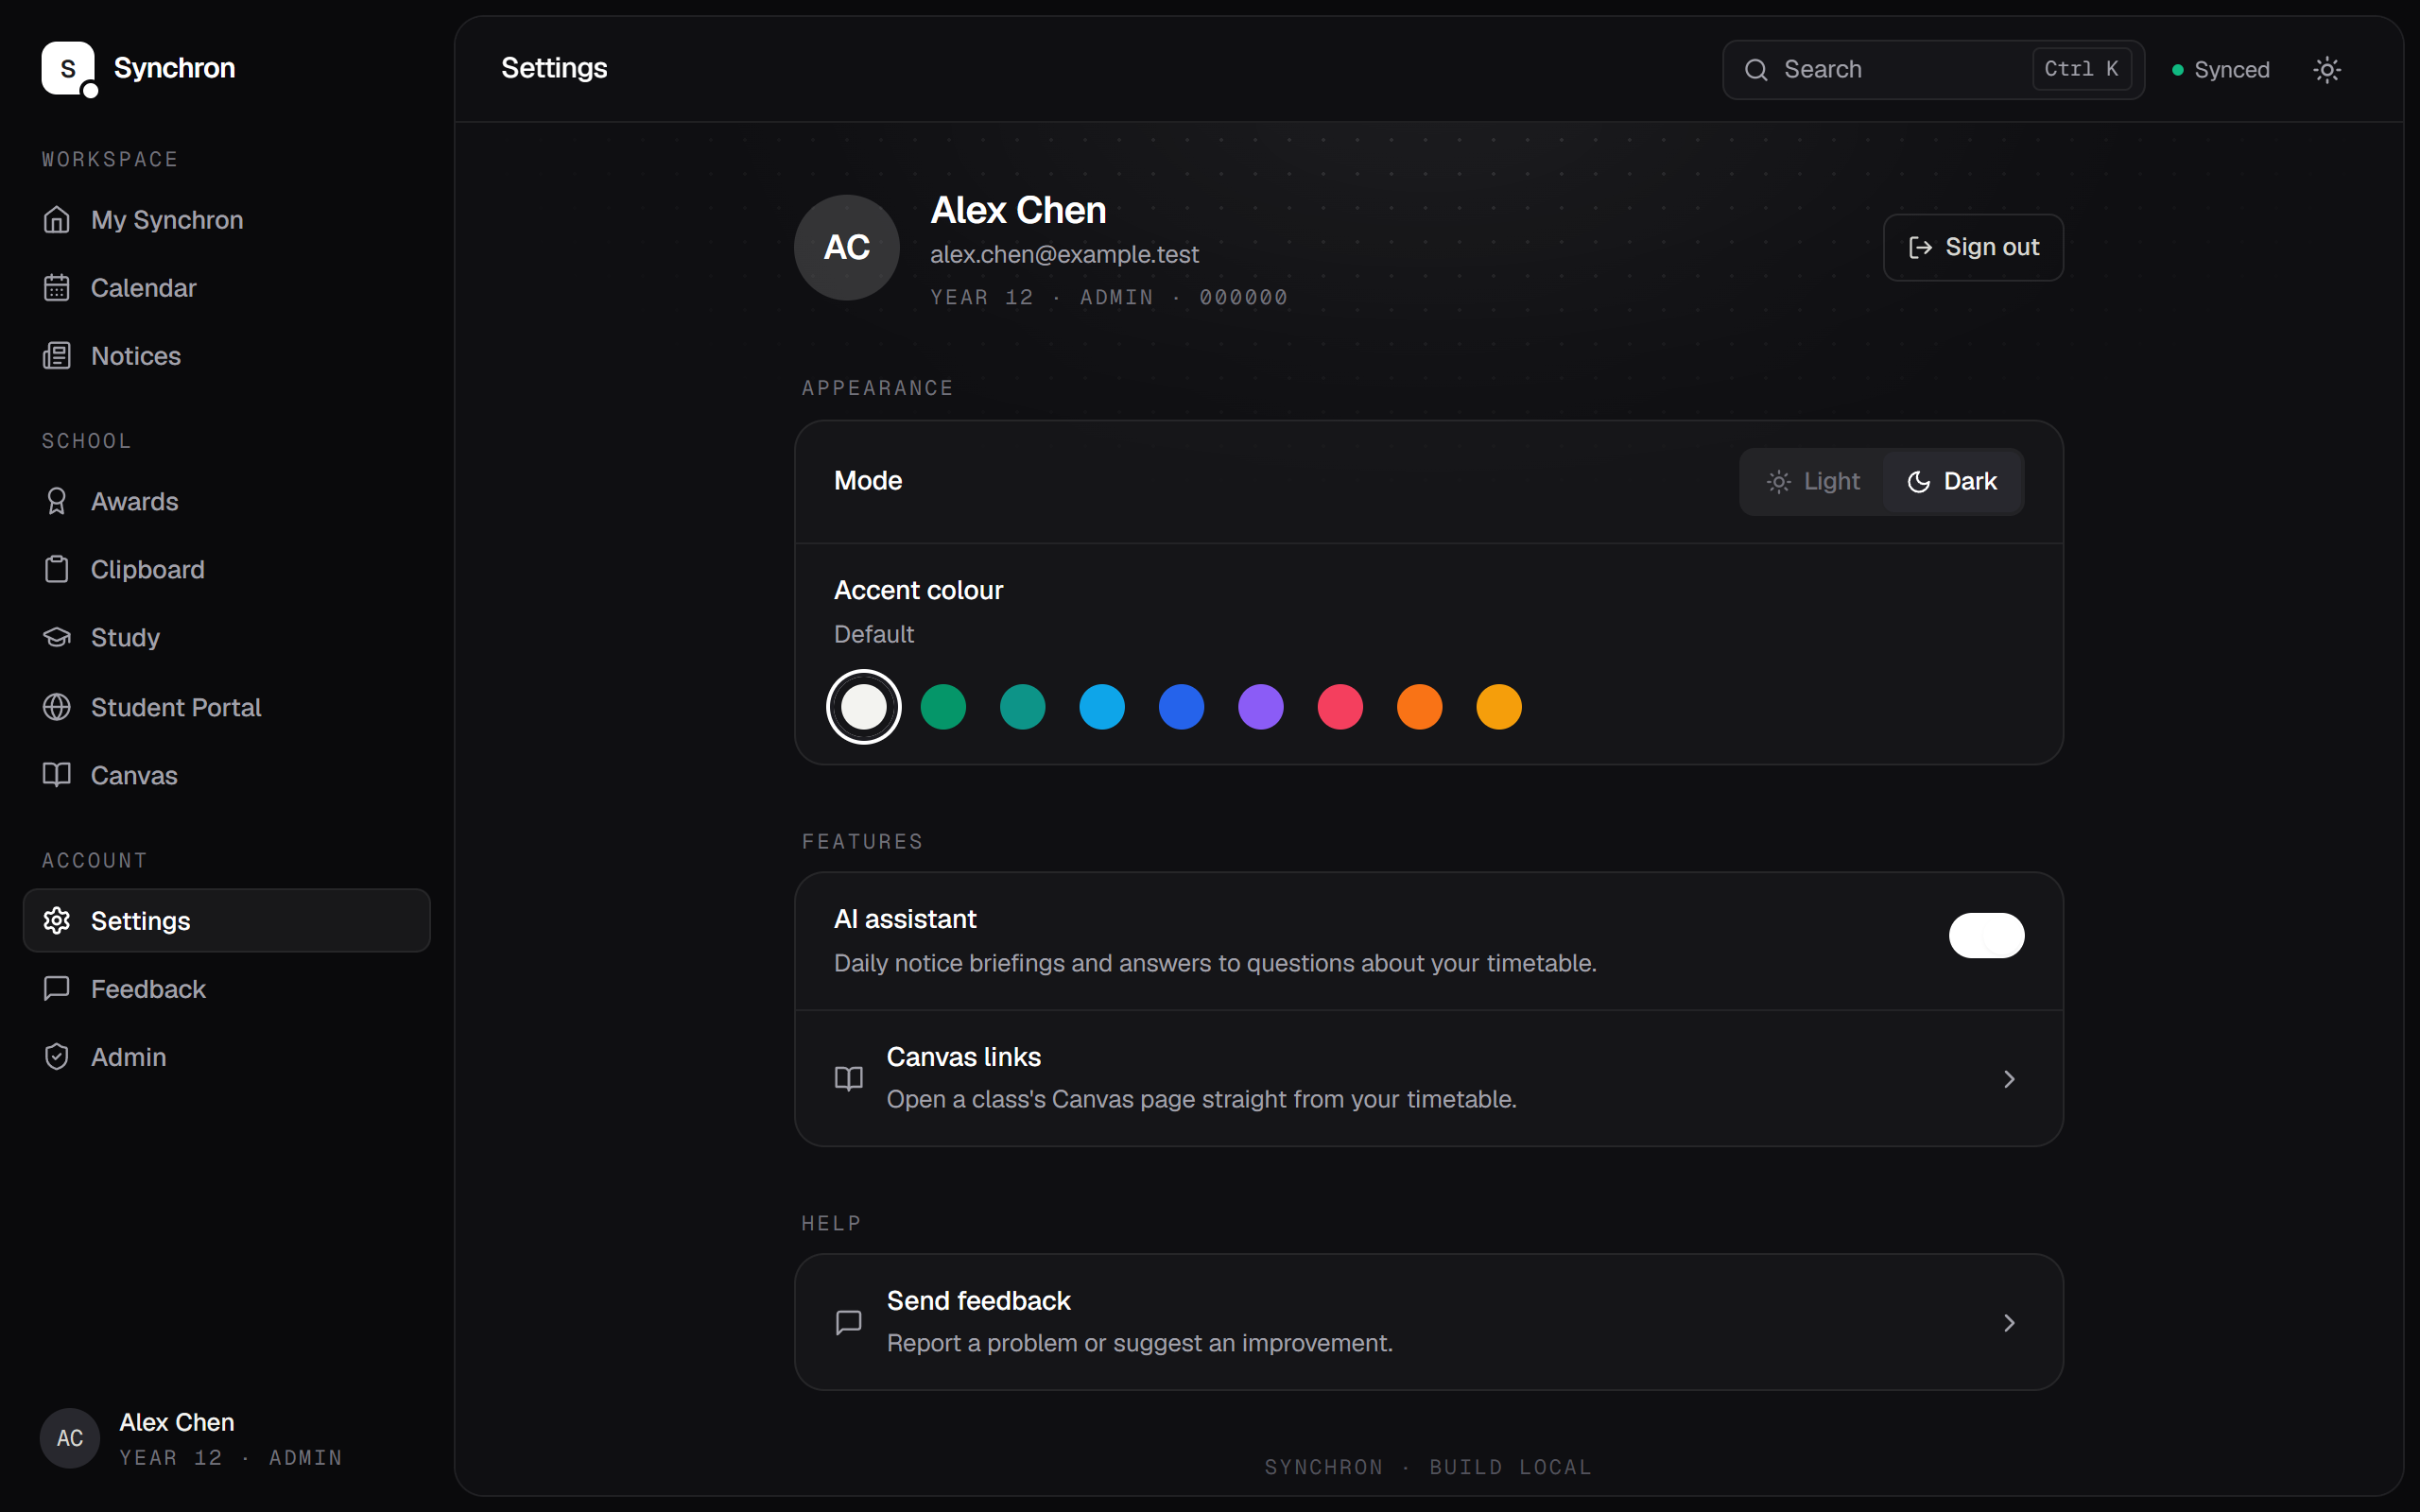 S
Synchron
WORKSPACE
My Synchron
Calendar
Notices
SCHOOL
Awards
Clipboard
Study
Student Portal
Canvas
ACCOUNT
Settings
Feedback
Admin
AC
Alex Chen
YEAR 12 · ADMIN
Settings
Search
Ctrl K
Synced
AC
Alex Chen
alex.chen@example.test
YEAR 12 · ADMIN · 000000
Sign out
APPEARANCE
Mode
Light
Dark
Accent colour
Default
FEATURES
AI assistant
Daily notice briefings and answers to questions about your timetable.
Canvas links
Open a class's Canvas page straight from your timetable.
HELP
Send feedback
Report a problem or suggest an improvement.
SYNCHRON · BUILD LOCAL